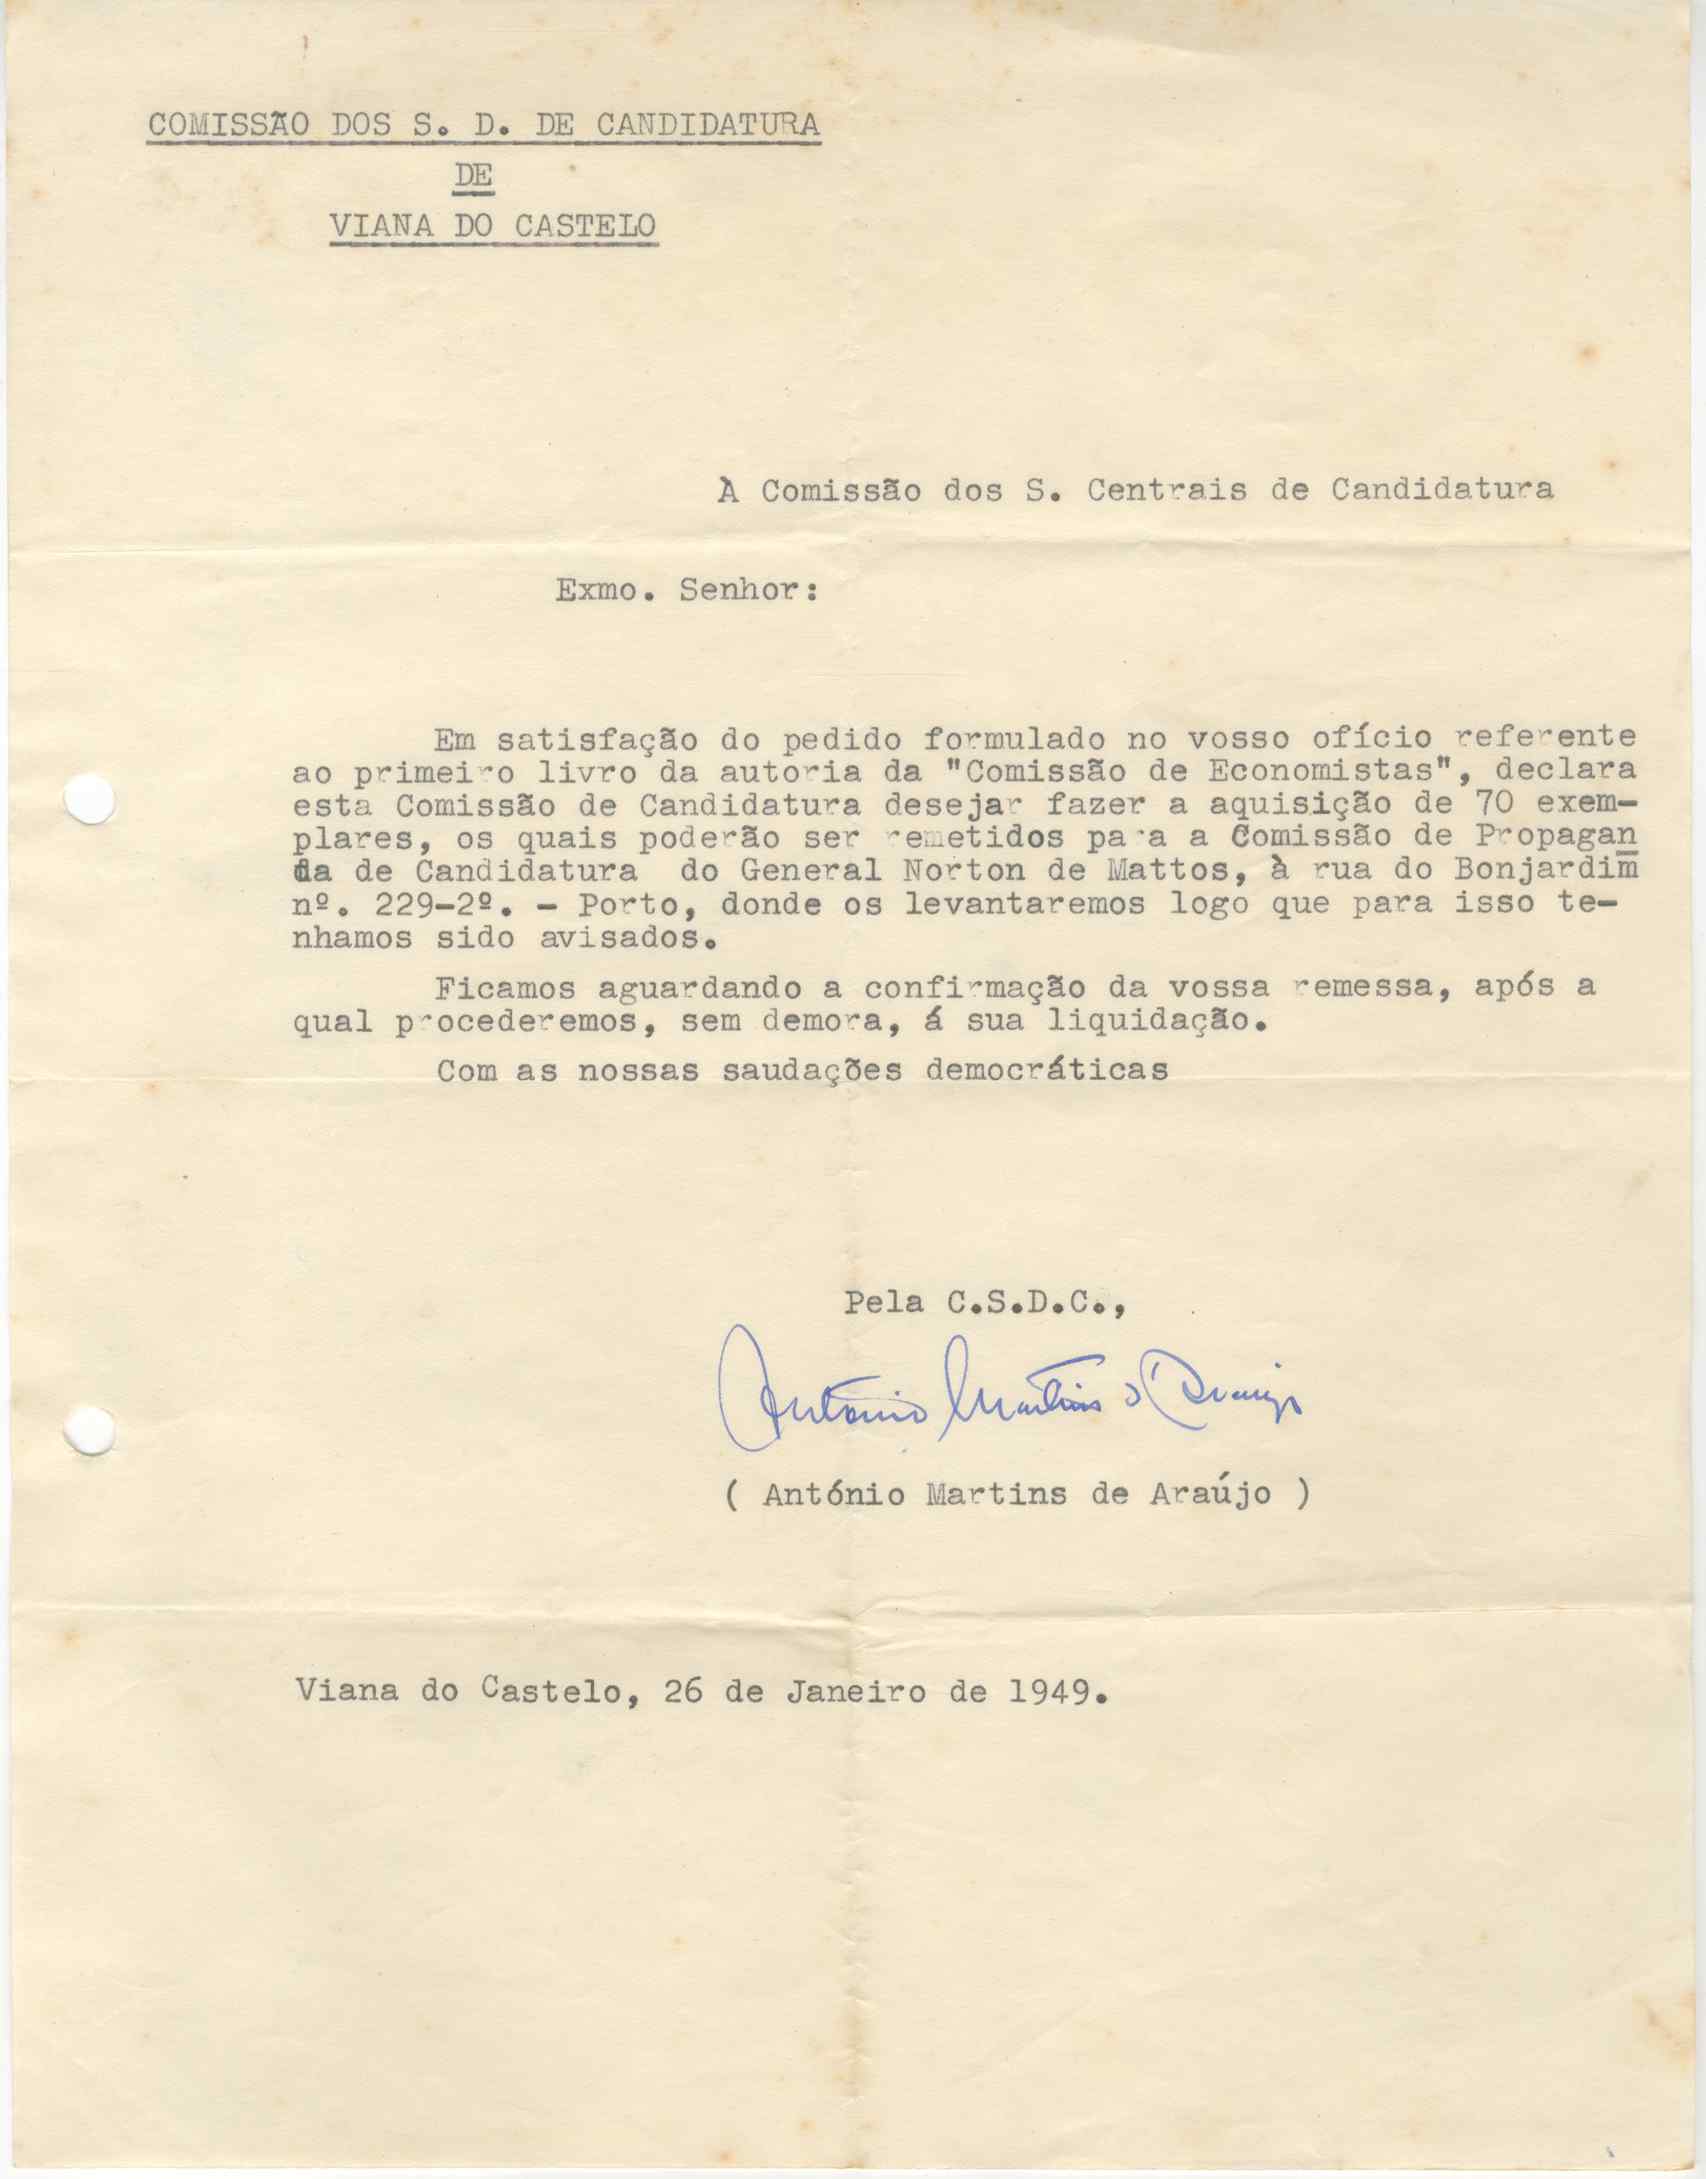 COMISSÃO DOS S. D. DE CANDIDATURA
DE
VIANA DO CASTELO
À Comissão dos S. Centrais de Candidatura
Exmo. Senhor:
Em satisfação do pedido formulado no vosso ofício referente
ao primeiro livro da autoria da "Comissão de Economistas", declara
esta Comissão de Candidatura desejar fazer a aquisição de 70 exem-
plares, os quais poderão ser remetidos para a Comissão de Propagan
da de Candidatura do General Norton de Mattos, à rua do Bonjardim
nº. 229-2º. - Porto, donde os levantaremos logo que para isso te-
nhamos sido avisados.
Ficamos aguardando a confirmação da vossa remessa, após a
qual procederemos, sem demora, á sua liquidação.
Com as nossas saudações democráticas
Pela C.S.D.C.,
António Martins d Araujo
( António Martins de Araújo )
Viana do Castelo, 26 de Janeiro de 1949.